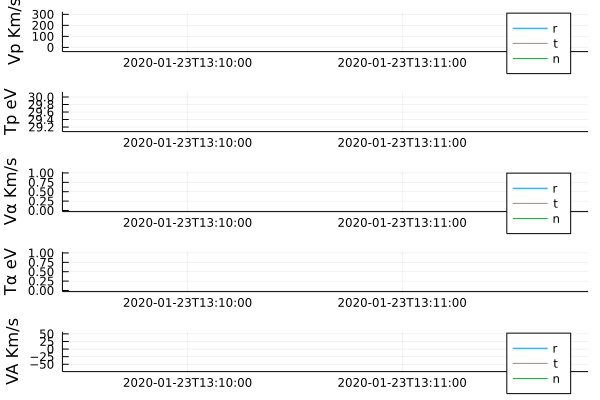 Vp Km/s
300
200
100
0
2020-01-23T13:10:00 2020-01-23T13:11:00
r
t
n
Tp eV
30.0
29.8
29.6
29.4
29.2
2020-01-23T13:10:00 2020-01-23T13:11:00
Vα Km/s
1.00
0.75
0.50
0.25
0.00
2020-01-23T13:10:00 2020-01-23T13:11:00
r
t
n
Tα eV
1.00
0.75
0.50
0.25
0.00
2020-01-23T13:10:00 2020-01-23T13:11:00
VA Km/s
50
25
0
−25
−50
2020-01-23T13:10:00 2020-01-23T13:11:00
r
t
n